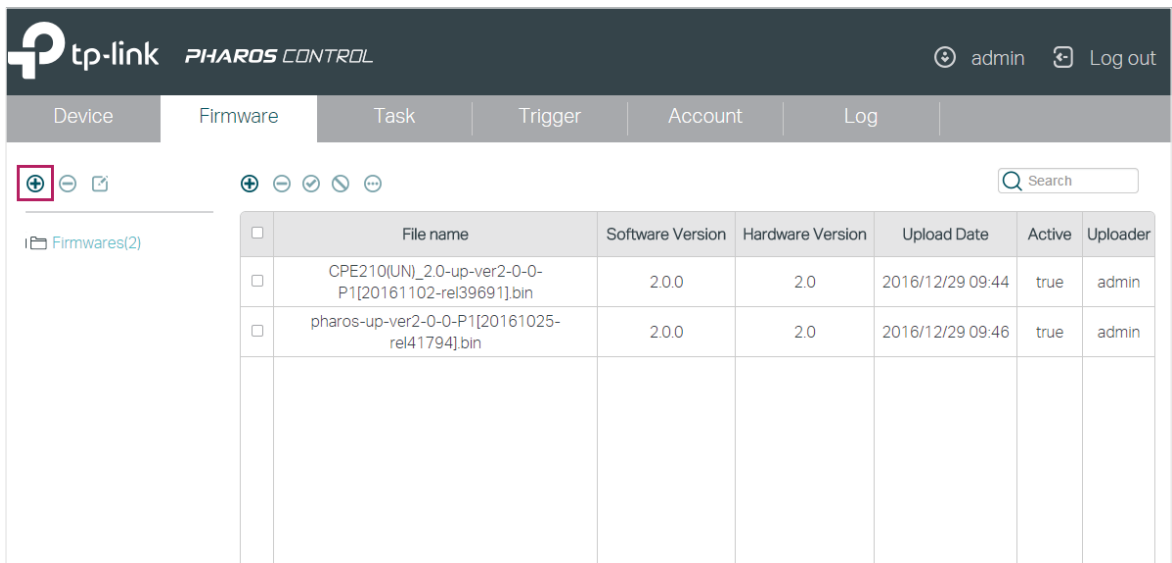 tp-link PHAROS CONTROL admin Log out
Device Firmware Task Trigger Account Log
Search
Firmwares(2)
File name Software Version Hardware Version Upload Date Active Uploader
CPE210(UN)_2.0-up-ver2-0-0-
P1[20161102-rel39691].bin 2.0.0 2.0 2016/12/29 09:44 true admin
pharos-up-ver2-0-0-P1[20161025-
rel41794].bin 2.0.0 2.0 2016/12/29 09:46 true admin